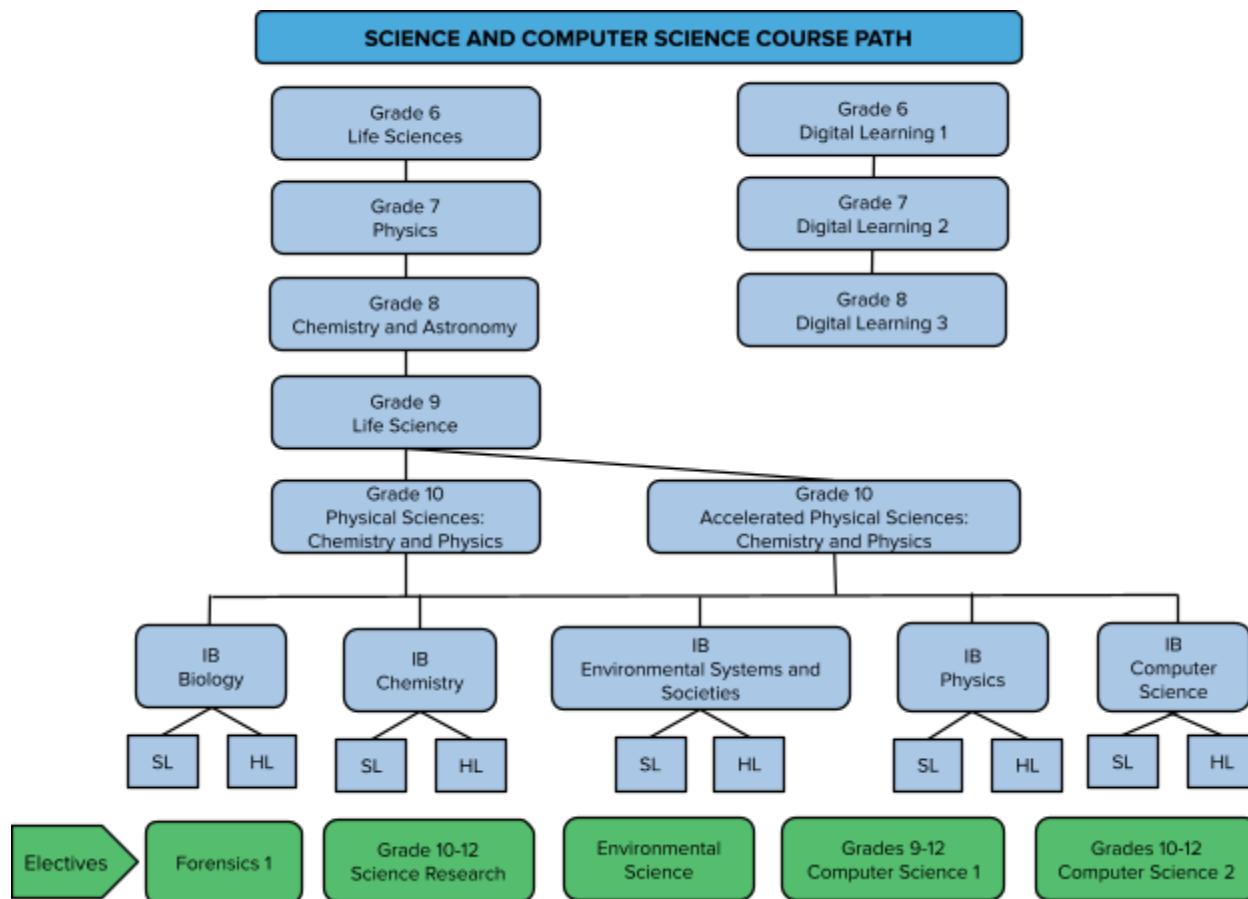 SCIENCE AND COMPUTER SCIENCE COURSE PATH
Grade 6
Life Sciences
Grade 6
Digital Learning 1
Grade 7
Physics
Grade 7
Digital Learning 2
Grade 8
Chemistry and Astronomy
Grade 8
Digital Learning 3
Grade 9
Life Science
Grade 10
Physical Sciences:
Chemistry and Physics
Grade 10
Accelerated Physical Sciences:
Chemistry and Physics
IB
Biology
IB
Chemistry
IB
Environmental Systems and
Societies
IB
Physics
IB
Computer
Science
SL
HL
SL
HL
SL
HL
SL
HL
SL
HL
Electives
Forensics 1
Grade 10-12
Science Research
Environmental
Science
Grades 9-12
Computer Science 1
Grades 10-12
Computer Science 2